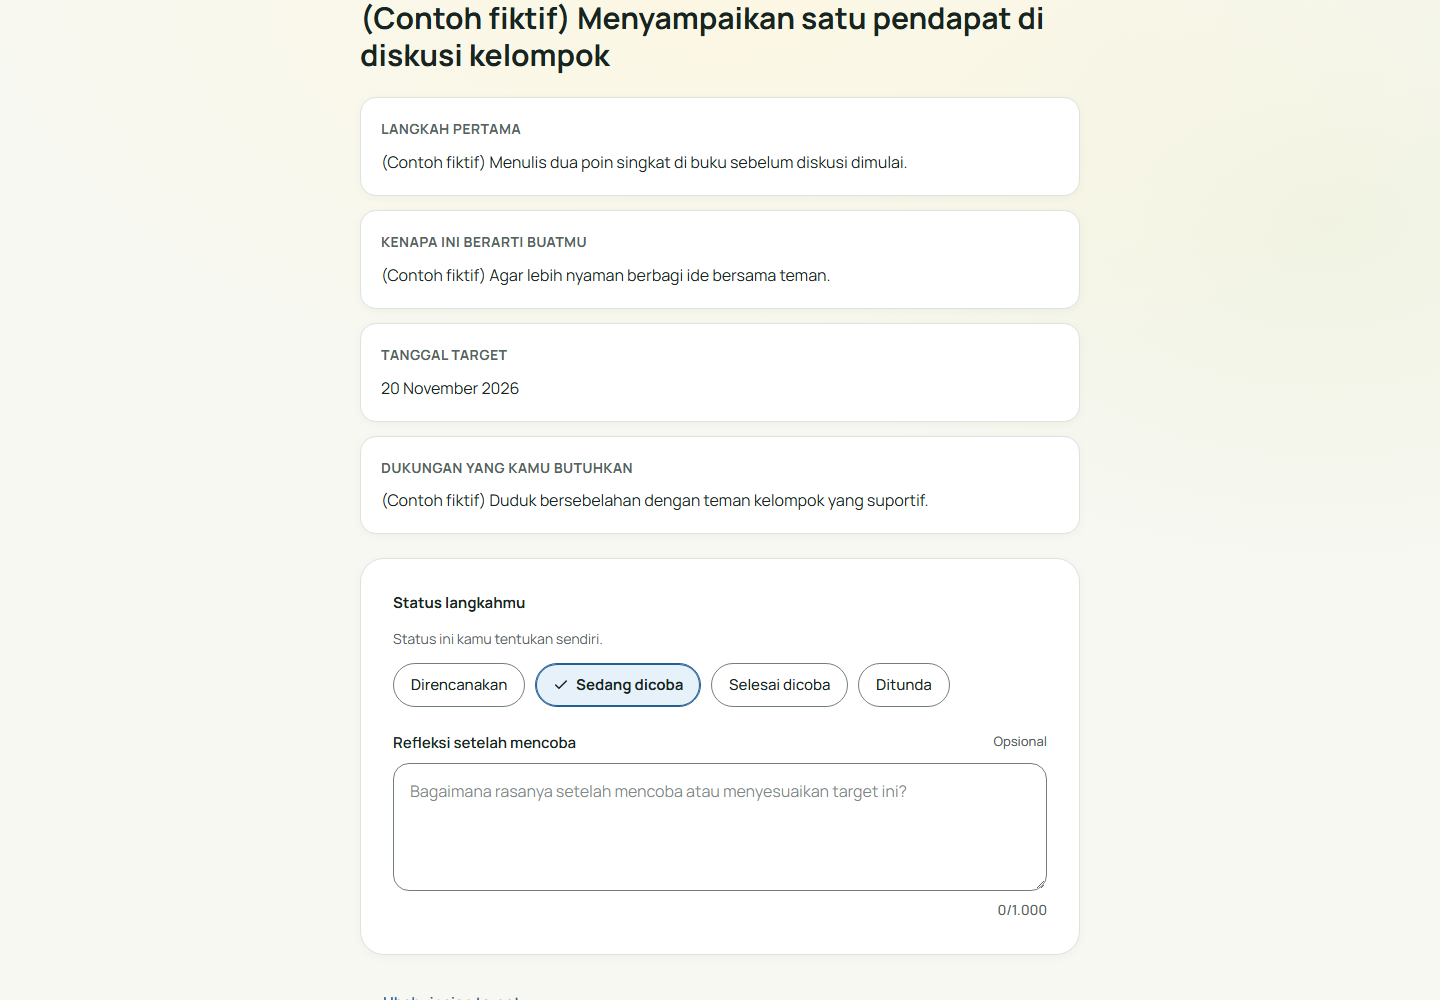 (Contoh fiktif) Menyampaikan satu pendapat di
diskusi kelompok
LANGKAH PERTAMA
(Contoh fiktif) Menulis dua poin singkat di buku sebelum diskusi dimulai.
KENAPA INI BERARTI BUATMU
(Contoh fiktif) Agar lebih nyaman berbagi ide bersama teman.
TANGGAL TARGET
20 November 2026
DUKUNGAN YANG KAMU BUTUHKAN
(Contoh fiktif) Duduk bersebelahan dengan teman kelompok yang suportif.
Status langkahmu
Status ini kamu tentukan sendiri.
Direncanakan Sedang dicoba Selesai dicoba Ditunda
Refleksi setelah mencoba Opsional
Bagaimana rasanya setelah mencoba atau menyesuaikan target ini?
0/1.000